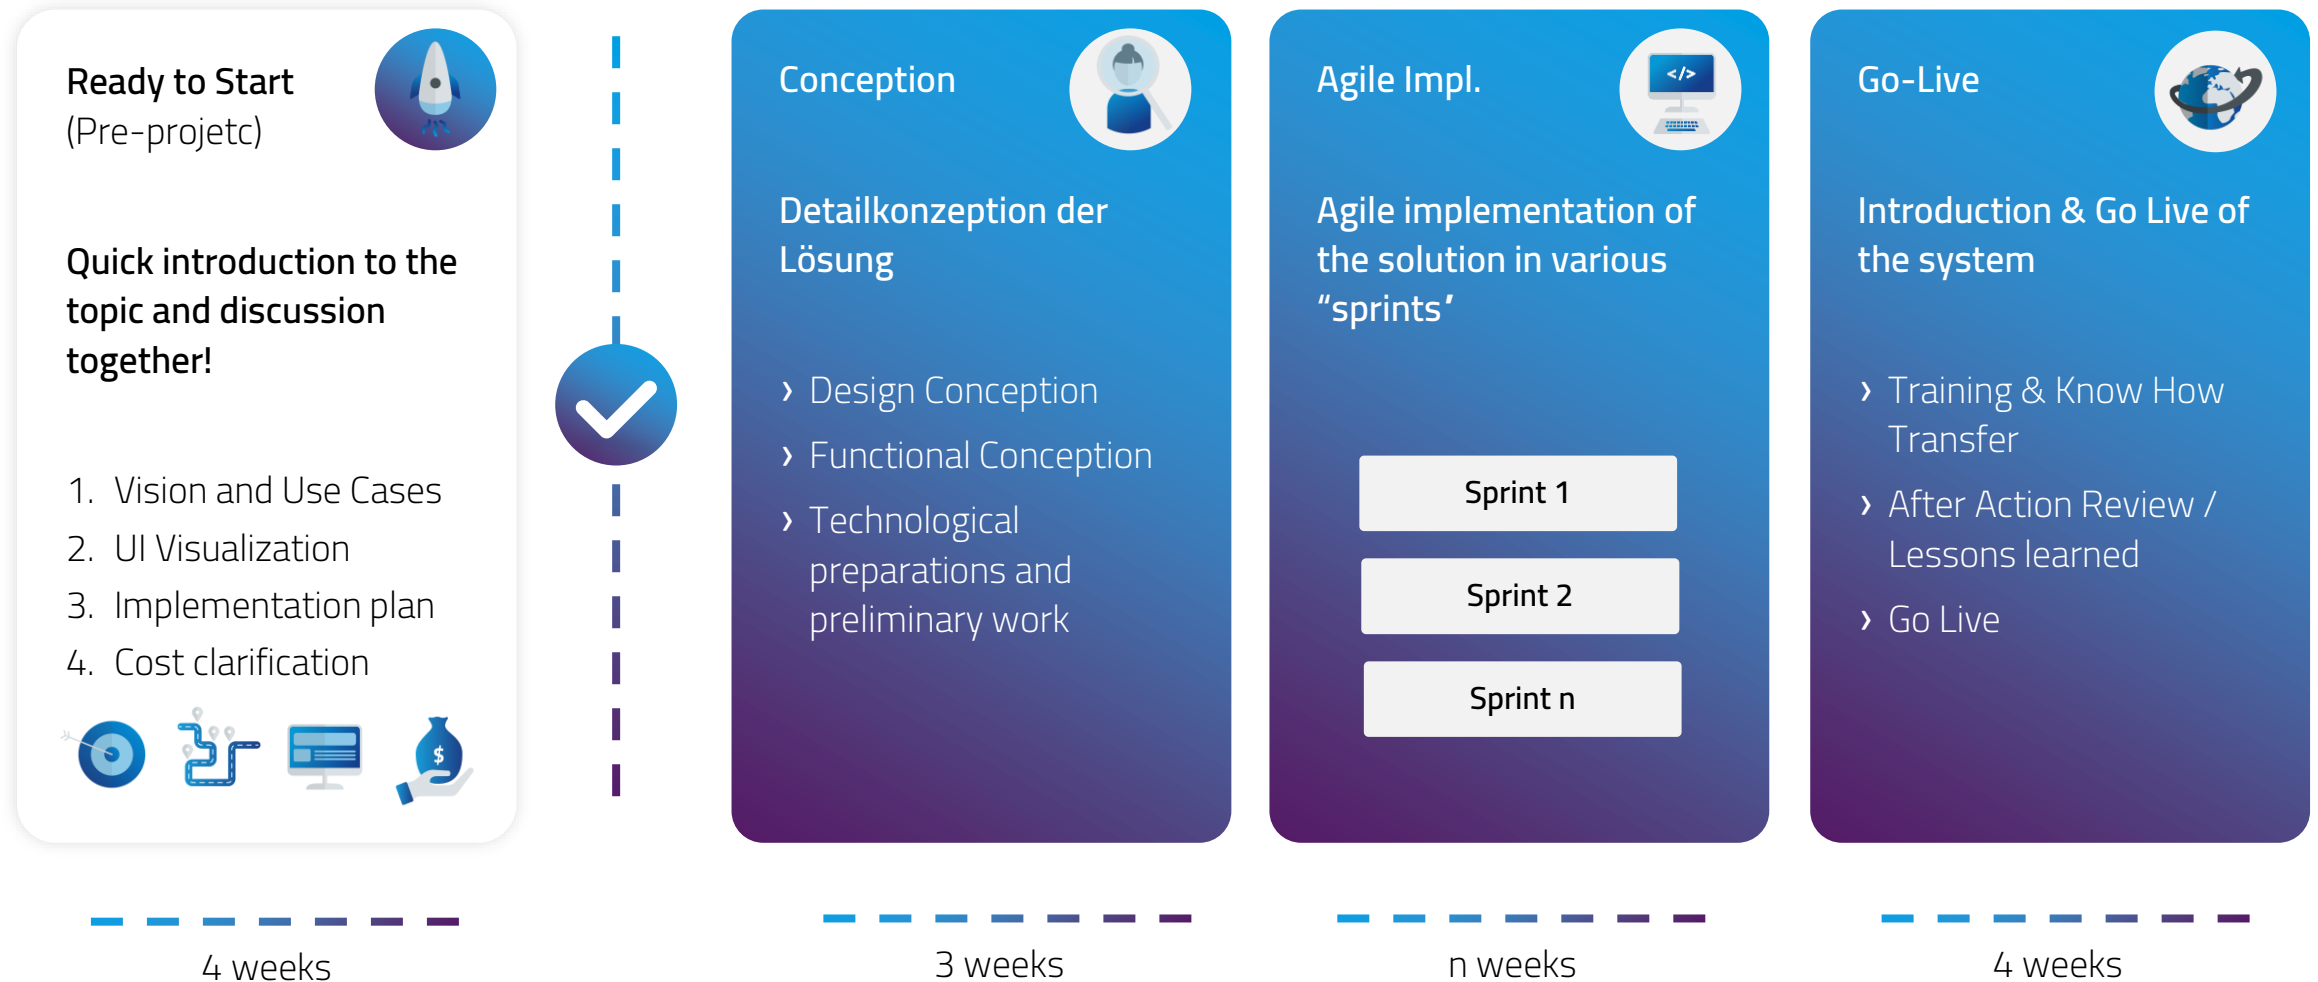 Ready to Start
(Pre-projetc)
Quick introduction to the
topic and discussion
together!
1. Vision and Use Cases
2. UI Visualization
3. Implementation plan
4. Cost clarification
$
4 weeks
Conception
Detailkonzeption der
Lösung
› Design Conception
› Functional Conception
› Technological
preparations and
preliminary work
3 weeks
Agile Impl.
</>
Agile implementation of
the solution in various
“sprints’
Sprint 1
Sprint 2
Sprint n
n weeks
Go-Live
Introduction & Go Live of
the system
› Training & Know How
Transfer
› After Action Review /
Lessons learned
› Go Live
4 weeks